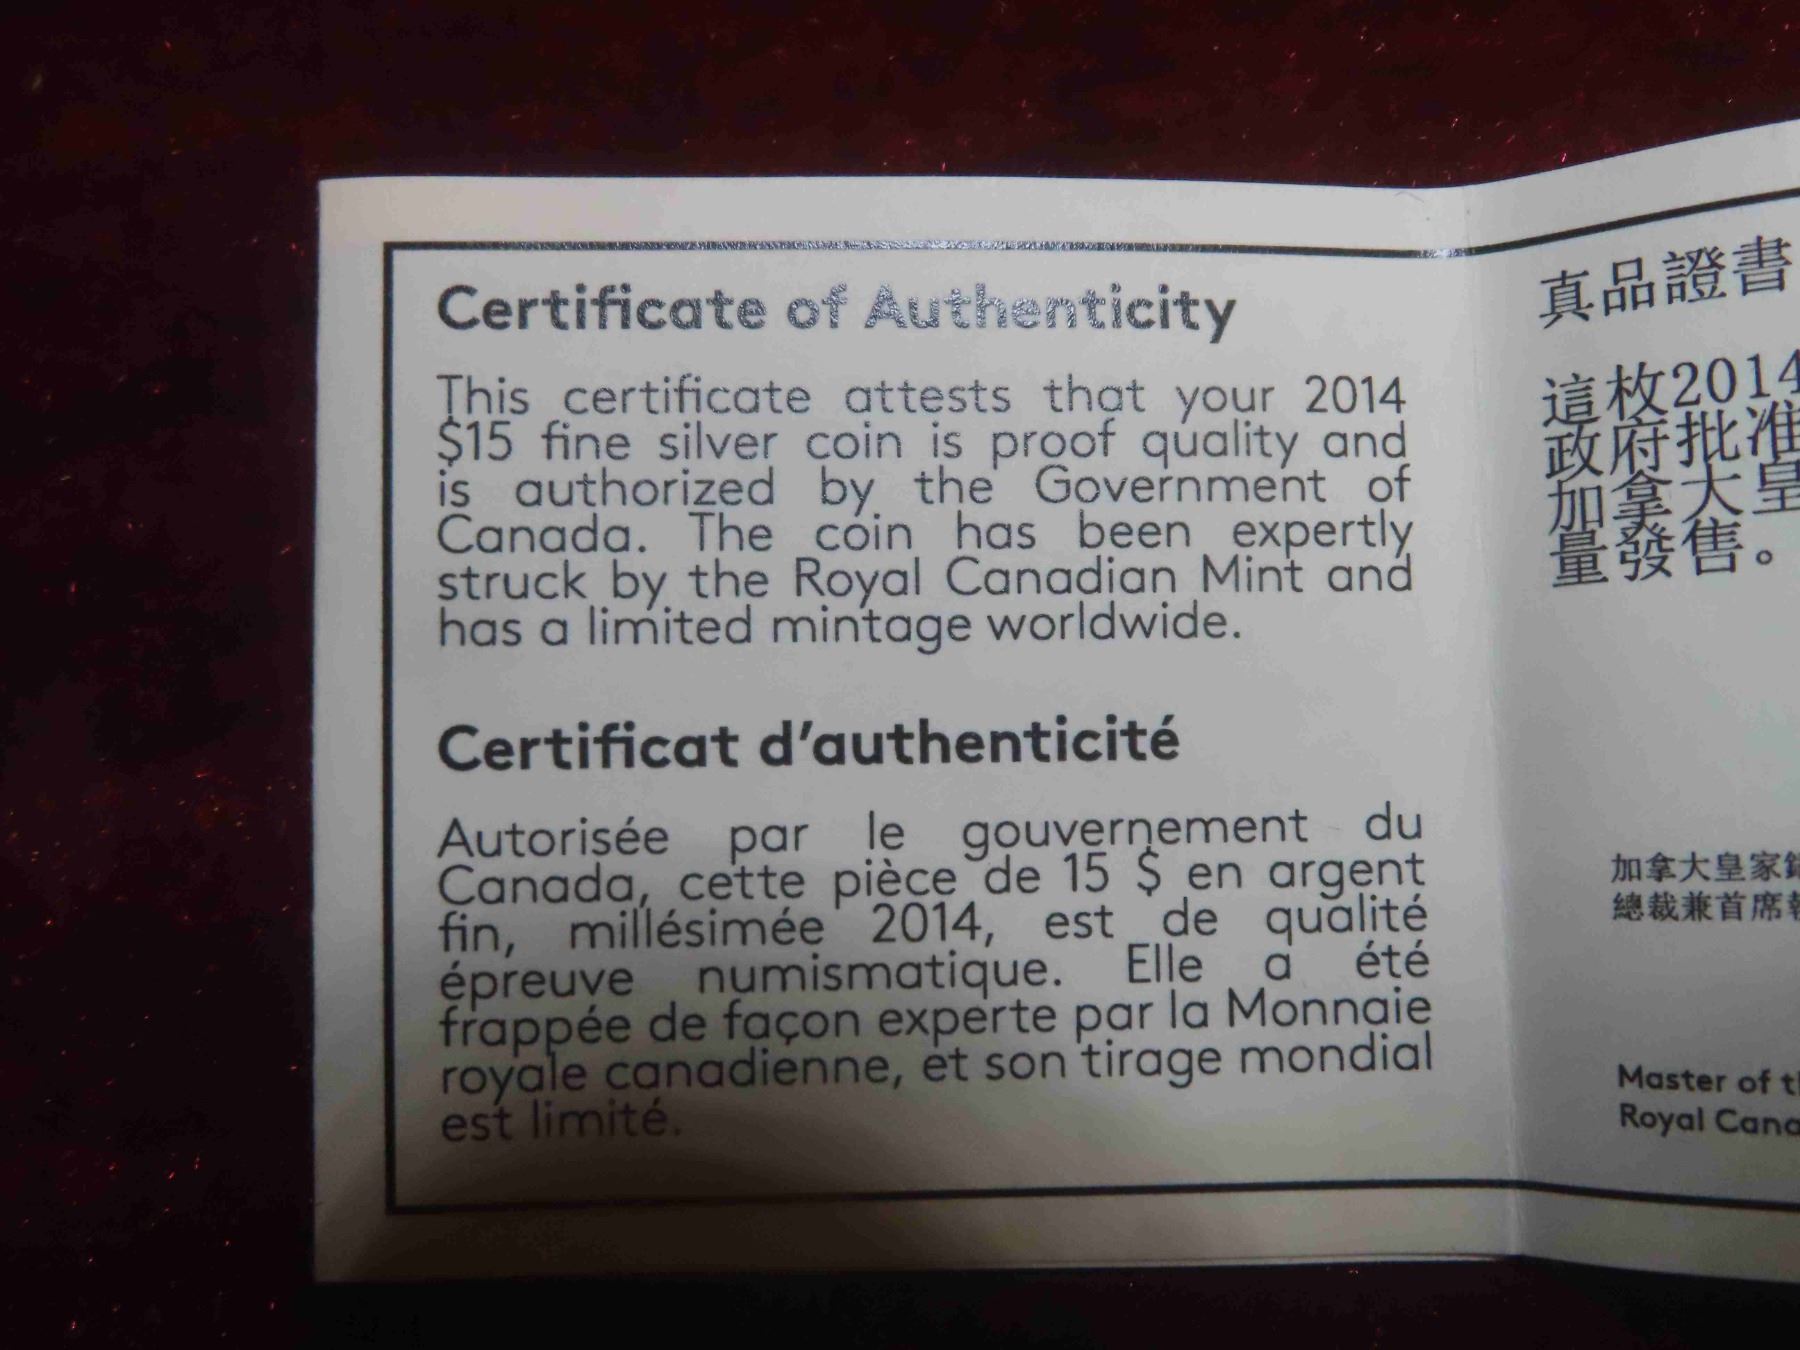 Certificate of Authenticity
This certificate attests that your 2014
$15 fine silver coin is proof quality and
is authorized by the Government of
Canada. The coin has been expertly
struck by the Royal Canadian Mint and
has a limited mintage worldwide.
Certificat d'authenticité
Autorisée par le gouvernement du
Canada, cette pièce de 15 $ en argent
fin, millésimée 2014, est de qualité
épreuve numismatique. Elle a été
frappée de façon experte par la Monnaie
royale canadienne, et son tirage mondial
est limité.
真品證書
這枚2014
政府批准
加拿大皇
量發售。
加拿大皇家
總裁兼首席
Master of
Royal